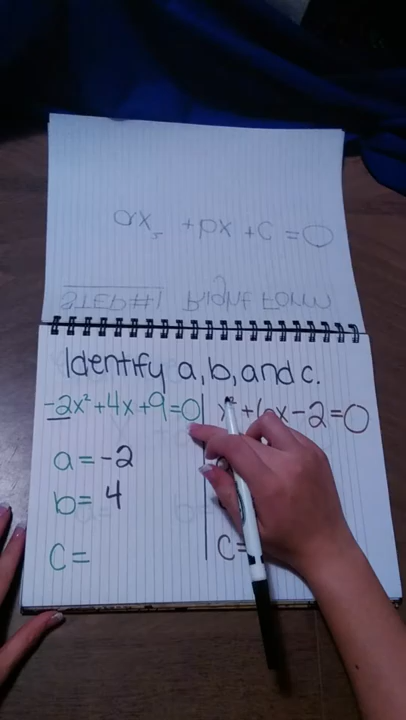 ax² +bx +c =0
STEP#1 Right Form
Identify a, b, and c.
-2x²+4x+9=0 x²+6x-2=0
a=-2
b= 4
c= c=